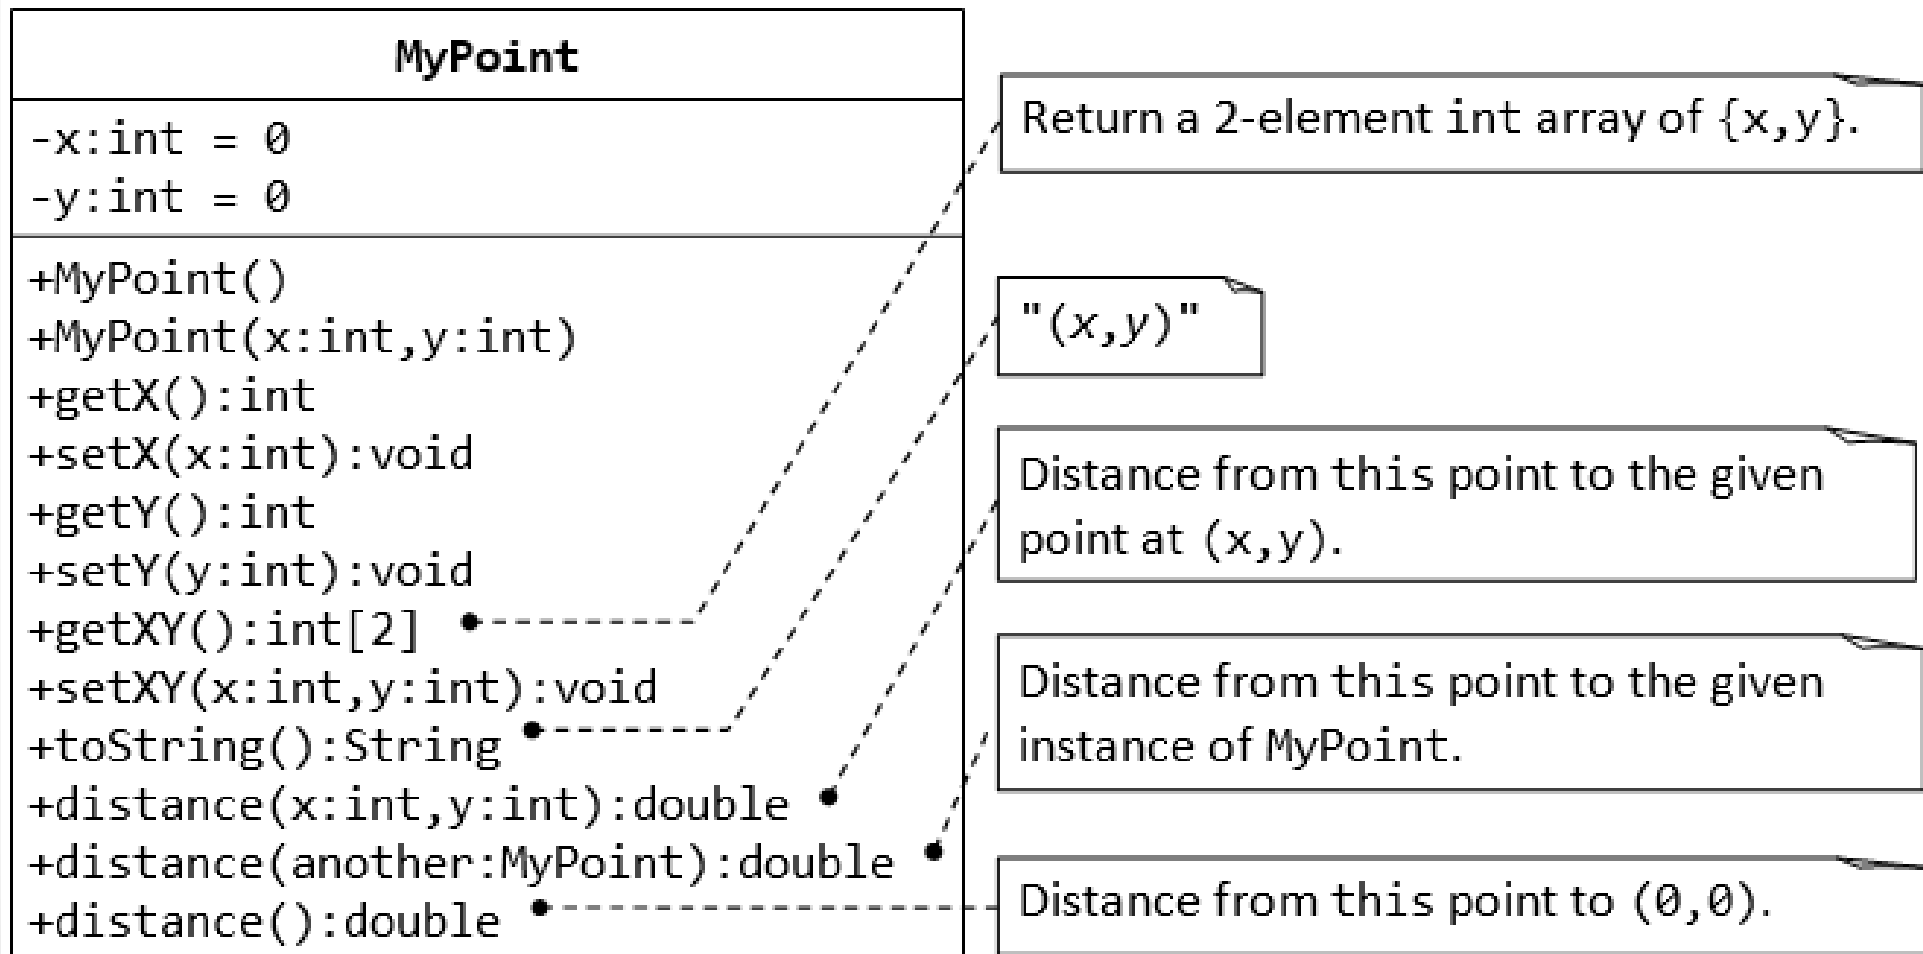 MyPoint
-x:int = 0
-y:int = 0
+MyPoint()
+MyPoint(x:int,y:int)
+getX():int
+setX(x:int):void
+getY():int
+setY(y:int):void
+getXY():int[2]
+setXY(x:int,y:int):void
+toString():String
+distance(x:int,y:int):double
+distance(another:MyPoint):double
+distance():double
Return a 2-element int array of {x,y}.
"(x,y)"
Distance from this point to the given
point at (x,y).
Distance from this point to the given
instance of MyPoint.
Distance from this point to (0,0).